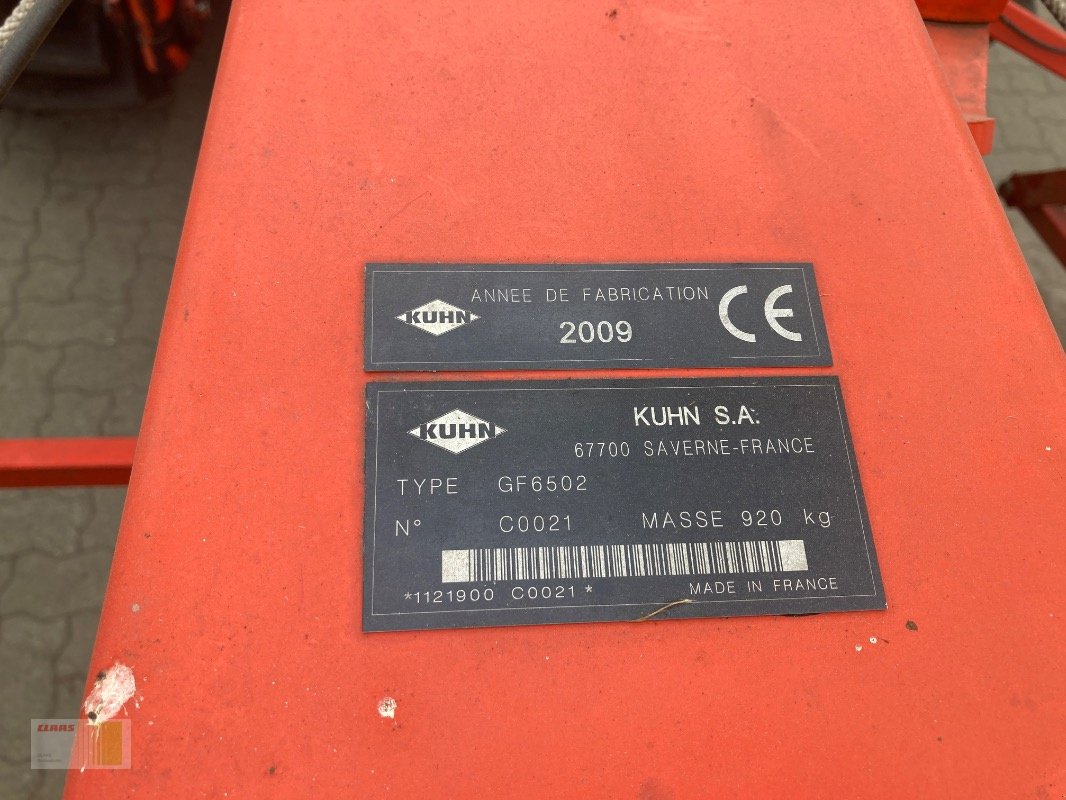 KUHN
ANNEE DE FABRICATION
2009
CE
KUHN
KUHN S.A.
67700 SAVERNE-FRANCE
TYPE GF6502
N° C0021 MASSE 920 kg
*1121900 C0021*
MADE IN FRANCE
CLAAS